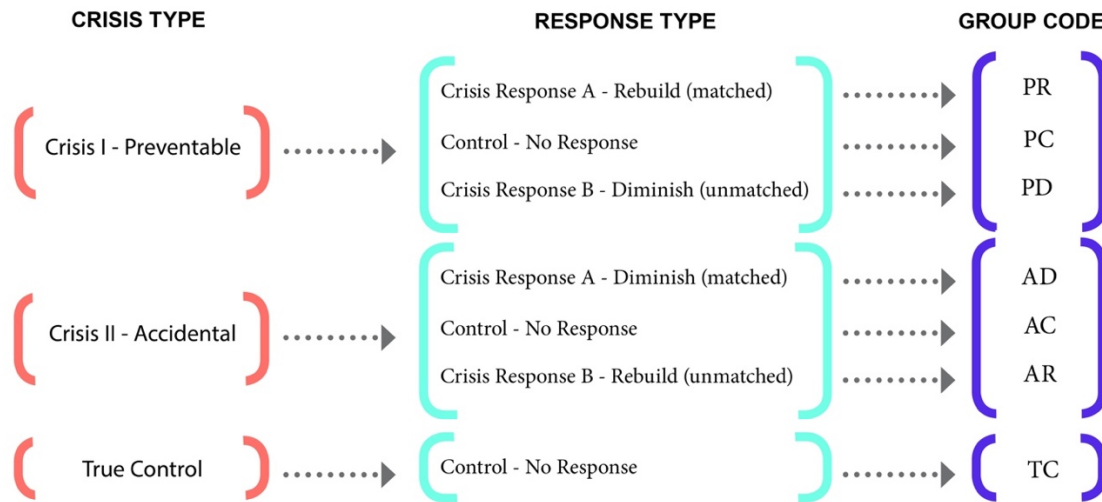 CRISIS TYPE RESPONSE TYPE GROUP CODE
Crisis I - Preventable
Crisis Response A - Rebuild (matched) PR
Control - No Response PC
Crisis Response B - Diminish (unmatched) PD
Crisis II - Accidental
Crisis Response A - Diminish (matched) AD
Control - No Response AC
Crisis Response B - Rebuild (unmatched) AR
True Control
Control - No Response TC